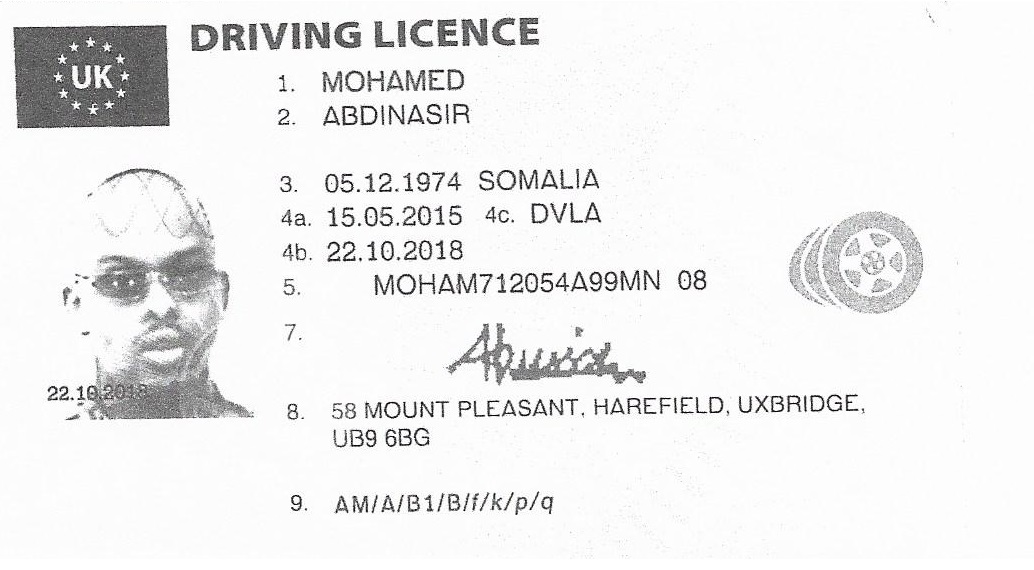 UK
DRIVING LICENCE
1. MOHAMED
2. ABDINASIR
3. 05.12.1974 SOMALIA
4a. 15.05.2015 4c. DVLA
4b. 22.10.2018
5. MOHAM712054A99MN 08
7.
22.10.2018
8. 58 MOUNT PLEASANT, HAREFIELD, UXBRIDGE,
UB9 6BG
9. AM/A/B1/B/f/k/p/q